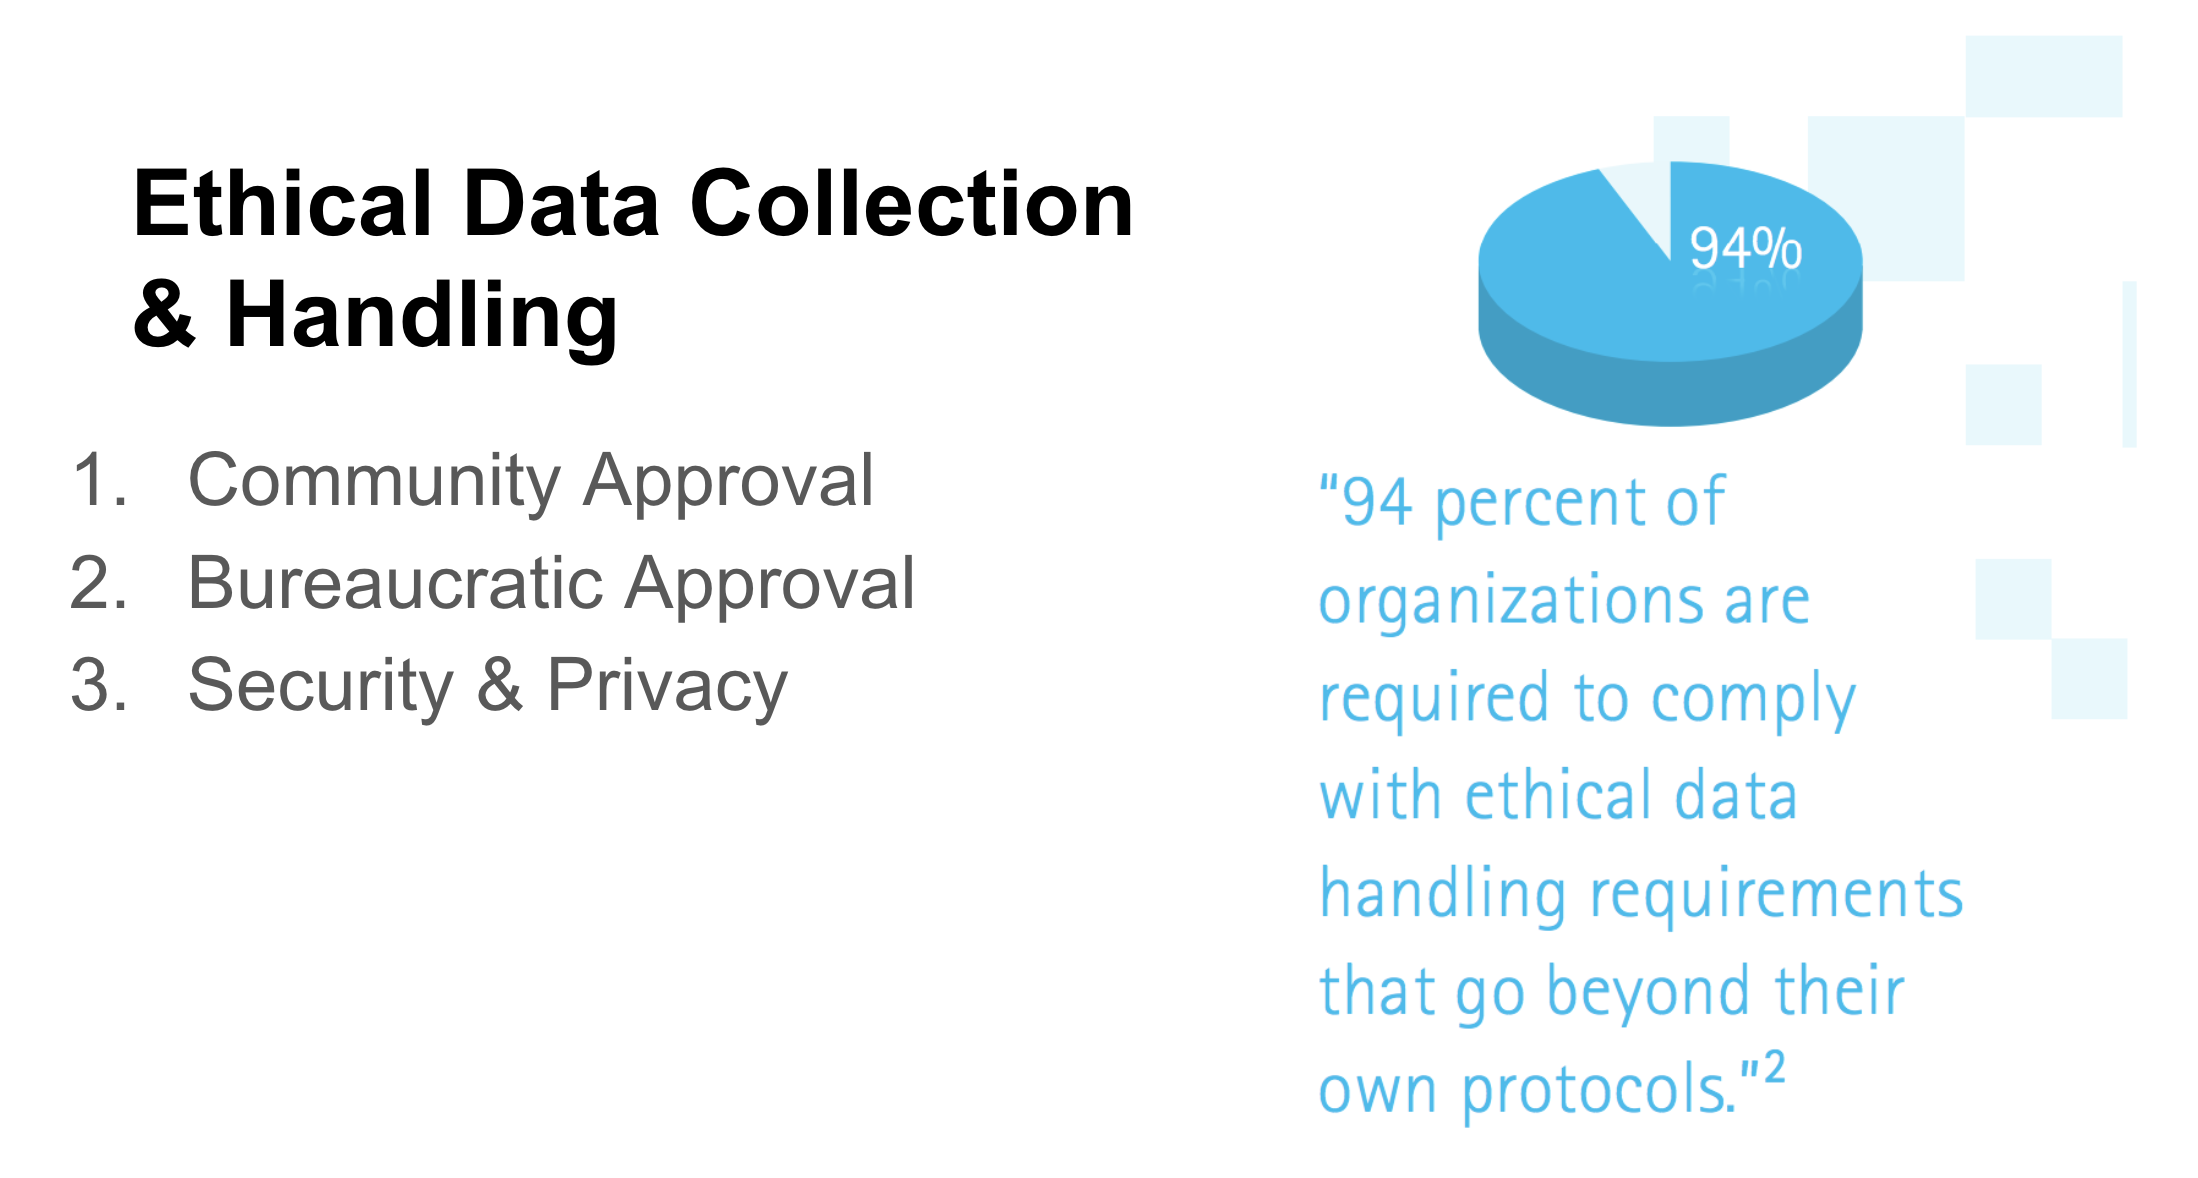 Ethical Data Collection
& Handling
1. Community Approval
2. Bureaucratic Approval
3. Security & Privacy
94%
"94 percent of
organizations are
required to comply
with ethical data
handling requirements
that go beyond their
own protocols."²